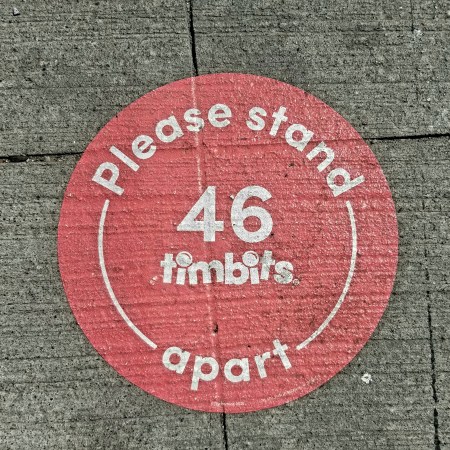 Please stand
46
timbits
apart